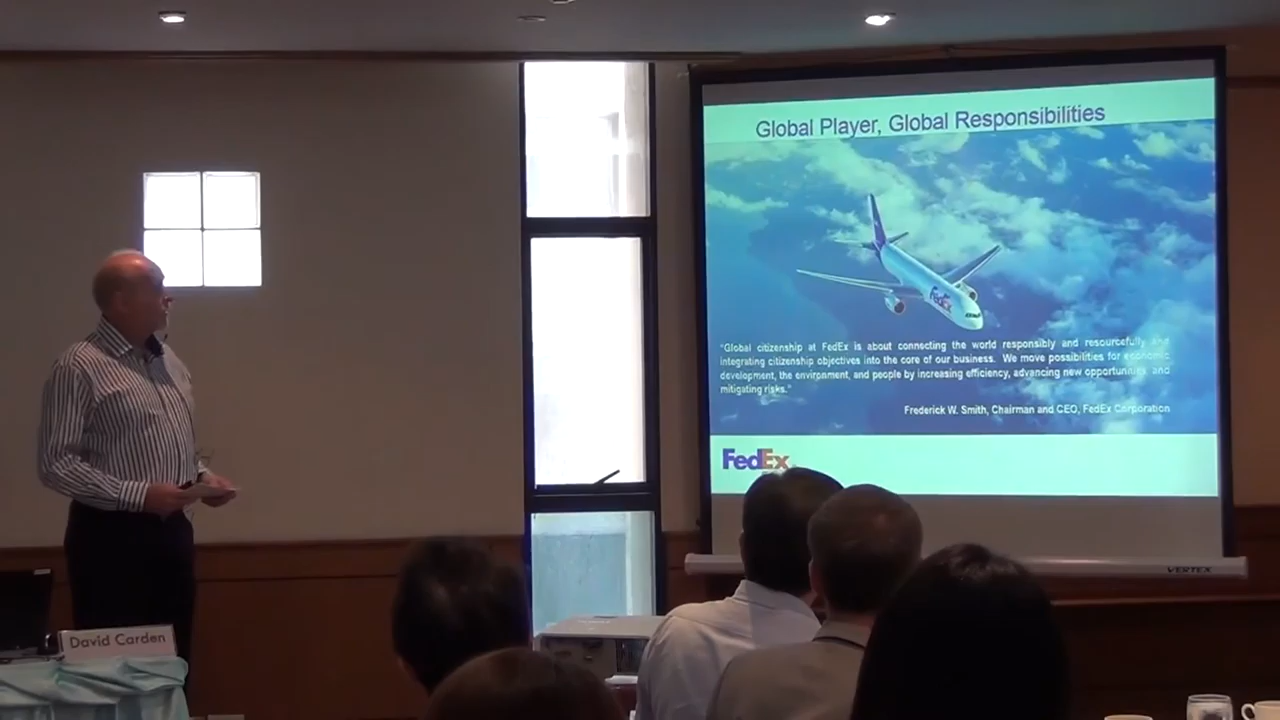 Global Player, Global Responsibilities
FedEx
"Global citizenship at FedEx is about connecting the world responsibly and resourcefully and
integrating citizenship objectives into the core of our business. We move possibilities for economic
development, the environment, and people by increasing efficiency, advancing new opportunities and
mitigating risks."
Frederick W. Smith, Chairman and CEO, FedEx Corporation
FedEx
VERTEX
David Carden